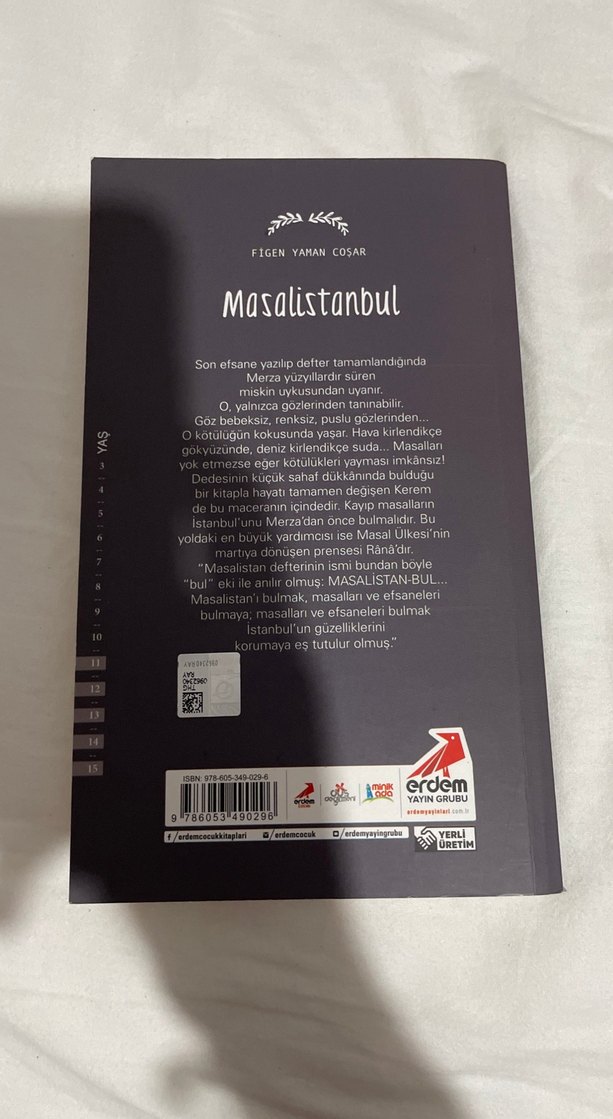 FİGEN YAMAN COŞAR
Masalistanbul
Son efsane yazılıp defter tamamlandığında
Merza yüzyıllardır süren
miskin uykusundan uyanır.
O, yalnızca gözlerinden tanınabilir.
Göz bebeksiz, renksiz, puslu gözlerinden...
O kötülüğün kokusunda yaşar. Hava kirlendikçe
gökyüzünde, deniz kirlendikçe suda... Masalları
yok etmezse eğer kötülükleri yayması imkânsız!
Dedesinin küçük sahaf dükkânında bulduğu
bir kitapla hayatı tamamen değişen Kerem
de bu maceranın içindedir. Kayıp masalların
İstanbul'unu Merza'dan önce bulmalıdır. Bu
yoldaki en büyük yardımcısı ise Masal Ülkesi'nin
martıya dönüşen prensesi Rânâ'dır.
"Masalistan defterinin ismi bundan böyle
"bul" eki ile anılır olmuş: MASALİSTAN-BUL...
Masalistan'ı bulmak, masalları ve efsaneleri
bulmaya; masalları ve efsaneleri bulmak
İstanbul'un güzelliklerini
korumaya eş tutulur olmuş."
YAŞ
3
4
5
6
7
8
9
10
11
12
13
14
15
0962340 RAY
THG
0962340
RAY
ISBN: 978-605-349-029-6
9 786053 490296
erdem
düş
değirmeni
minik
ada
erdem
YAYIN GRUBU
erdemyayinlari.com.tr
/erdemcocukkitaplari
/erdemcocuk
/erdemyayingrubu
YERLİ
ÜRETİM